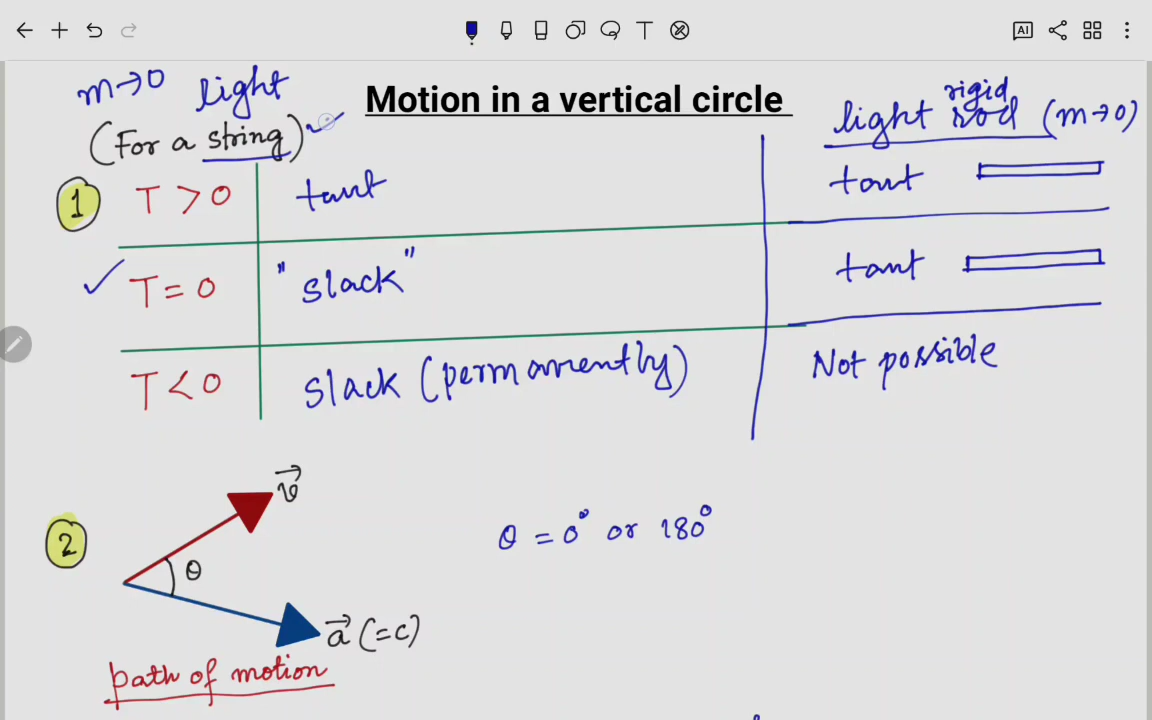 AI
m→0 light
Motion in a vertical circle
light rigid rod (m→0)
(For a string)
1 T > 0 taut taut
T = 0 "slack" taut
T < 0 slack (permanently) Not possible
2
v⃗
θ
θ = 0° or 180°
a⃗ (=c)
path of motion